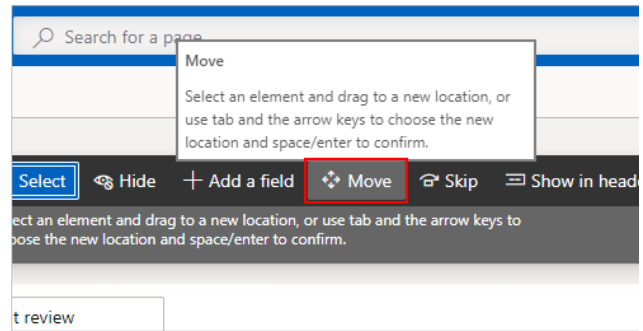 Search for a page
Move
Select an element and drag to a new location, or
use tab and the arrow keys to choose the new
location and space/enter to confirm.
Select Hide Add a field Move Skip Show in head
ect an element and drag to a new location, or use tab and the arrow keys to
oose the new location and space/enter to confirm.
t review